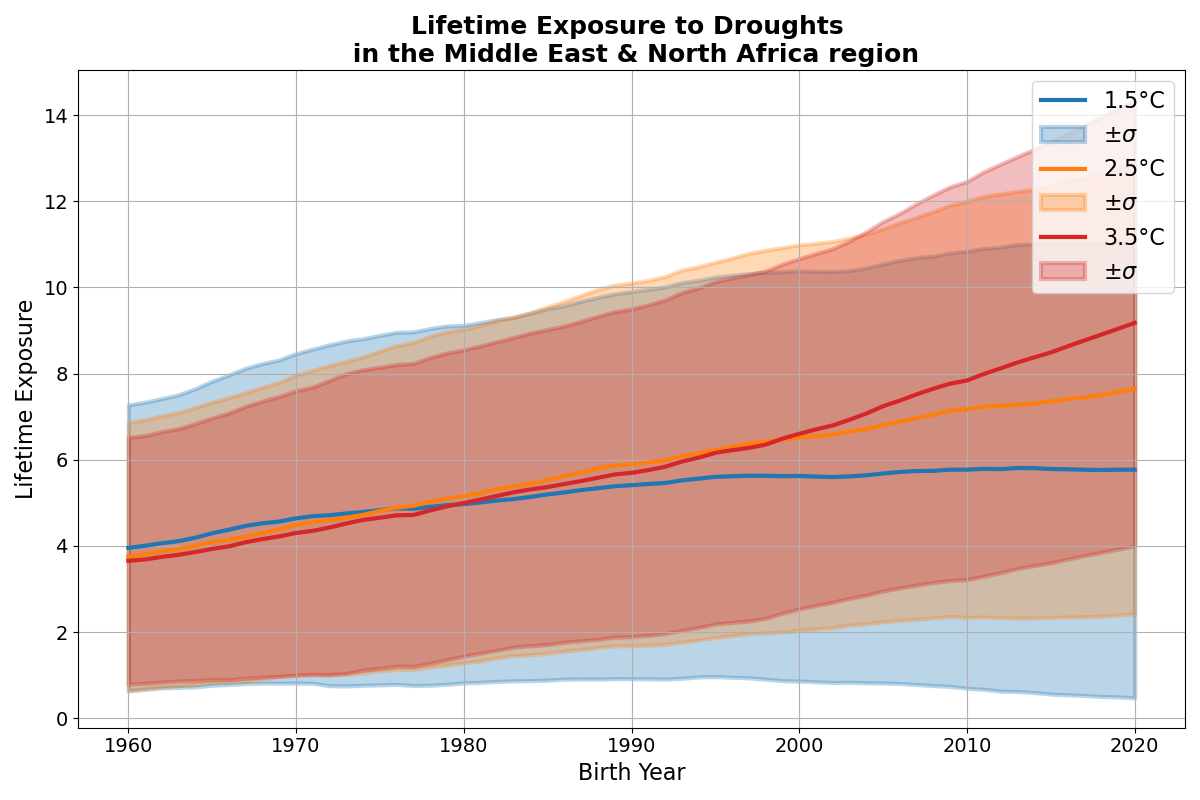 Lifetime Exposure to Droughts
in the Middle East & North Africa region
1.5°C
±σ
2.5°C
±σ
3.5°C
±σ
Lifetime Exposure
14
12
10
8
6
4
2
0
1960 1970 1980 1990 2000 2010 2020
Birth Year